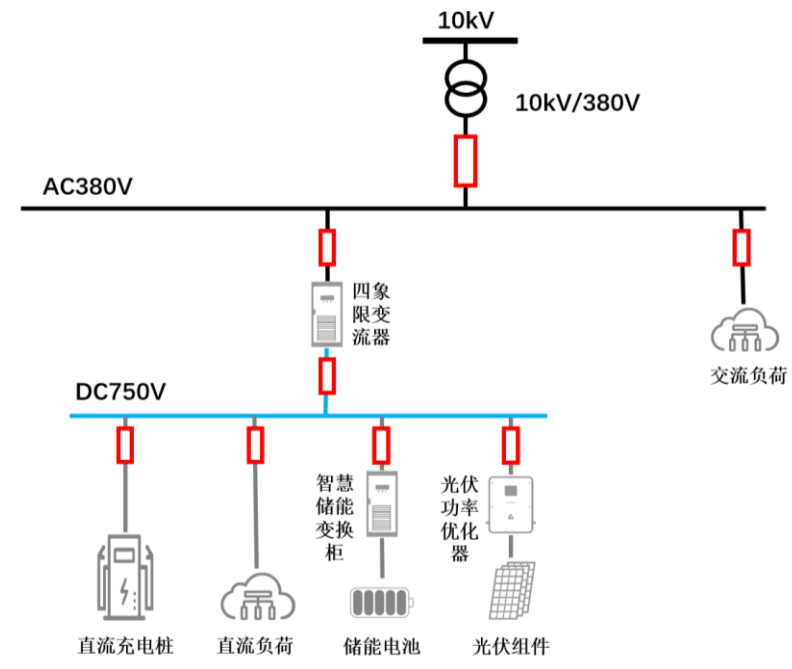 10kV
10kV/380V
AC380V
四象
限变
流器
交流负荷
DC750V
智慧
储能
变换
柜
光伏
功率
优化
器
直流充电桩
直流负荷
储能电池
光伏组件